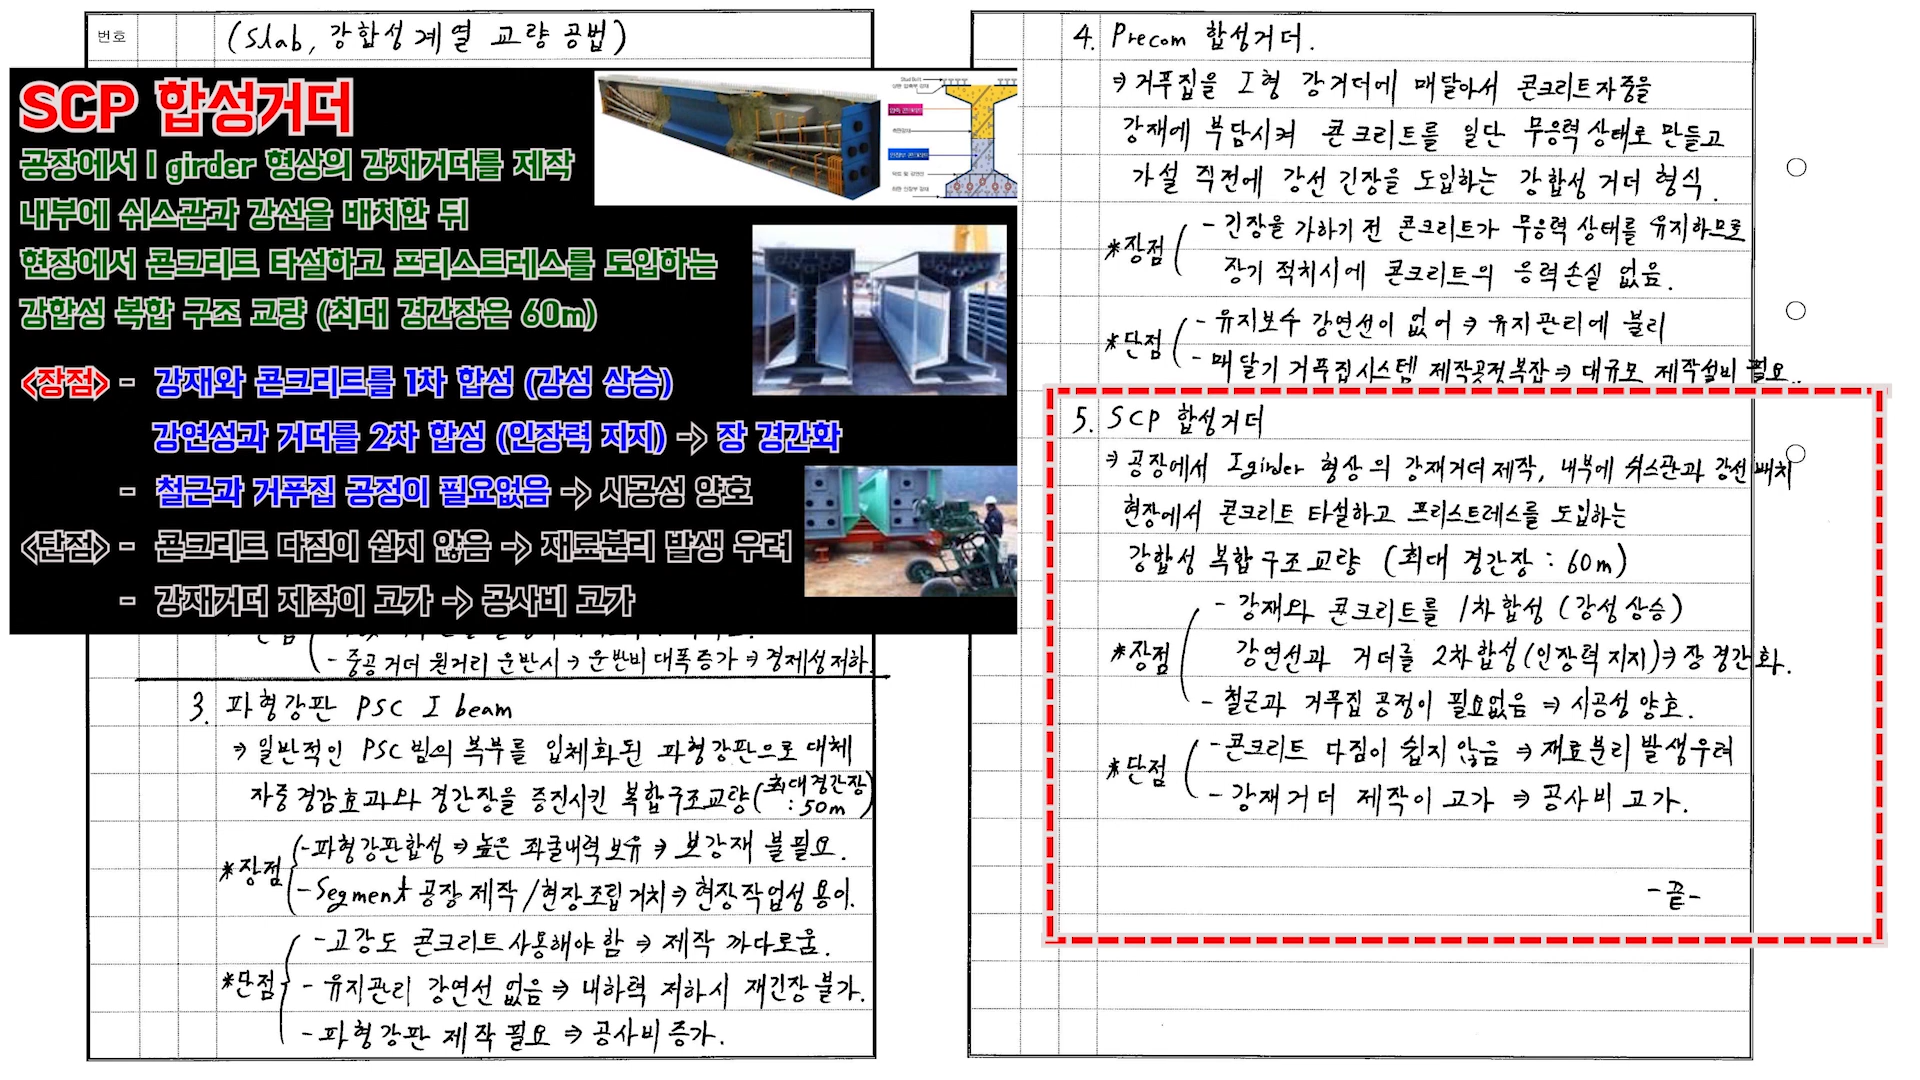 번호
(Slab, 강합성계열 교량 공법)
SCP 합성거더
공장에서 I girder 형상의 강재거더를 제작
내부에 쉬스관과 강선을 배치한 뒤
현장에서 콘크리트 타설하고 프리스트레스를 도입하는
강합성 복합 구조 교량 (최대 경간장은 60m)
<장점> - 강재와 콘크리트를 1차 합성 (강성 상승)
강연성과 거더를 2차 합성 (인장력 지지) -> 장 경간화
- 철근과 거푸집 공정이 필요없음 -> 시공성 양호
<단점> - 콘크리트 다짐이 쉽지 않음 -> 재료분리 발생 우려
- 강재거더 제작이 고가 -> 공사비 고가
- 중공거더 원거리 운반시 → 운반비 대폭증가 ⇒ 경제성저하.
3. 파형강판 PSC I beam
⇒ 일반적인 PSC빔의 복부를 입체화된 파형강판으로 대체
자중경감효과와 경간장을 증진시킨 복합구조교량(최대경간장 : 50m)
*장점
- 파형강판합성 ⇒ 높은 좌굴내력보유 ⇒ 보강재 불필요.
- Segment 공장제작 / 현장조립거치 ⇒ 현장작업성용이.
*단점
- 고강도 콘크리트사용해야함 ⇒ 제작 까다로움.
- 유지관리 강연선 없음 ⇒ 내하력 저하시 재긴장불가.
- 파형강판 제작필요 ⇒ 공사비증가.
4. Precom 합성거더.
⇒ 거푸집을 I형 강거더에 매달아서 콘크리트자중을
강재에 부담시켜 콘크리트를 일단 무응력상태로 만들고
가설 직전에 강선긴장을 도입하는 강합성 거더 형식.
*장점
- 긴장을 가하기 전 콘크리트가 무응력상태를 유지하므로
장기 적치시에 콘크리트의 응력손실 없음.
*단점
- 유지보수 강연선이 없어 ⇒ 유지관리에 불리
- 매달기 거푸집시스템 제작공정복잡 ⇒ 대규모 제작설비 필요.
5. SCP 합성거더
⇒ 공장에서 I girder 형상의 강재거더제작, 내부에 쉬스관과 강선배치
현장에서 콘크리트 타설하고 프리스트레스를 도입하는
강합성 복합구조교량 (최대 경간장 : 60m)
*장점
- 강재와 콘크리트를 1차합성 (강성상승)
강연선과 거더를 2차합성(인장력지지) ⇒ 장경간화.
- 철근과 거푸집 공정이 필요없음 ⇒ 시공성양호.
*단점
- 콘크리트 다짐이 쉽지않음 ⇒ 재료분리발생우려
- 강재거더 제작이 고가 ⇒ 공사비고가.
- 끝 -